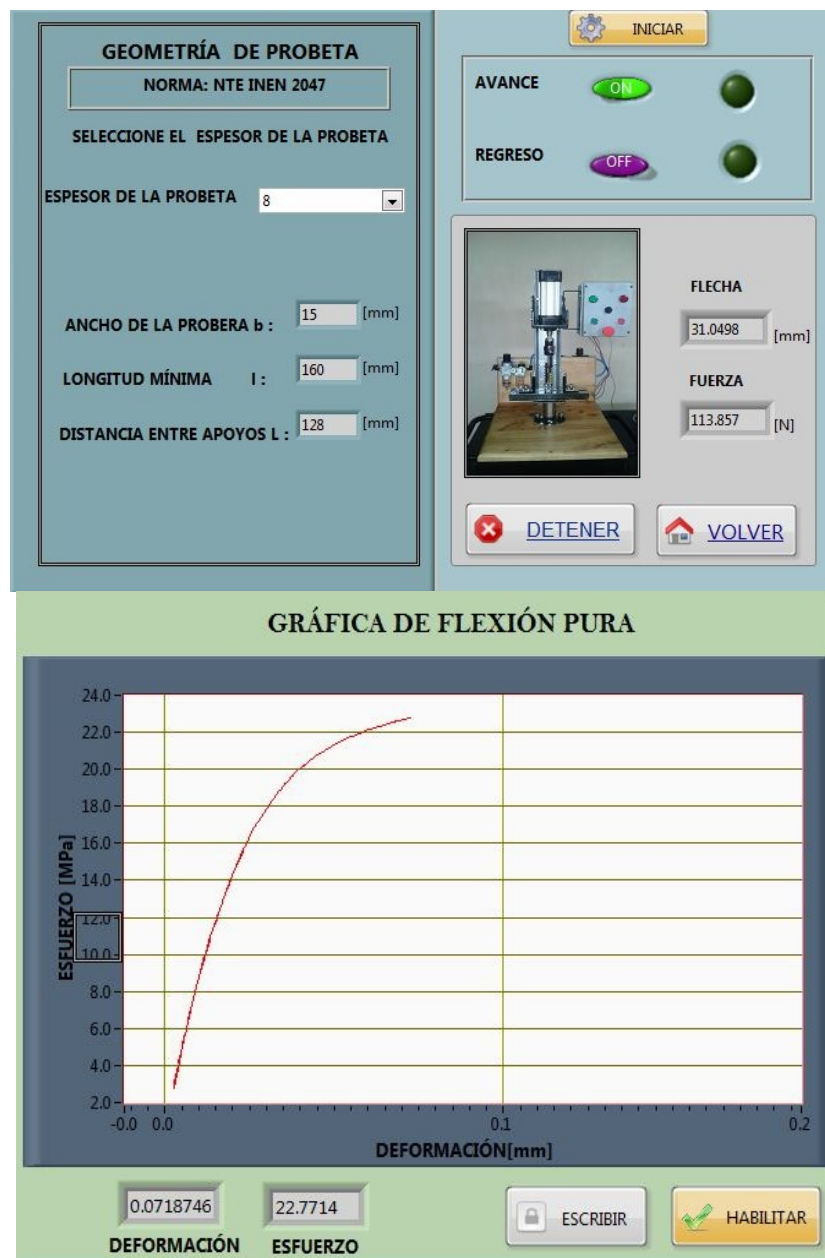 GEOMETRÍA DE PROBETA
NORMA: NTE INEN 2047
SELECCIONE EL ESPESOR DE LA PROBETA
ESPESOR DE LA PROBETA 8
ANCHO DE LA PROBERA b : 15 [mm]
LONGITUD MÍNIMA l : 160 [mm]
DISTANCIA ENTRE APOYOS L : 128 [mm]
INICIAR
AVANCE ON
REGRESO OFF
FLECHA
31.0498 [mm]
FUERZA
113.857 [N]
DETENER VOLVER
GRÁFICA DE FLEXIÓN PURA
ESFUERZO [MPa]
24.0
22.0
20.0
18.0
16.0
14.0
12.0
10.0
8.0
6.0
4.0
2.0
-0.0 0.0 0.1 0.2
DEFORMACIÓN[mm]
0.0718746 22.7714
DEFORMACIÓN ESFUERZO
ESCRIBIR HABILITAR